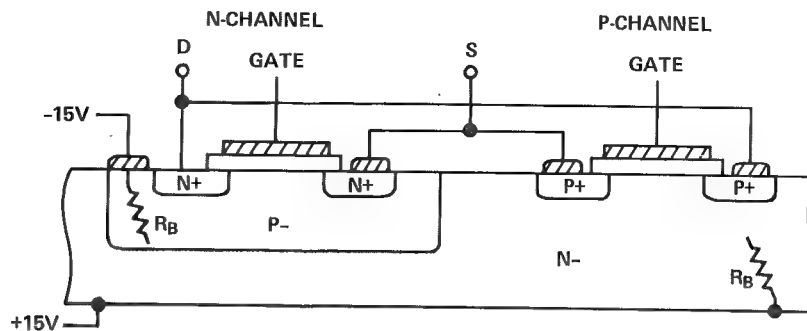 N-CHANNEL
P-CHANNEL
D
S
GATE
GATE
–15V
N+
N+
P+
P+
RB
P–
N–
RB
+15V